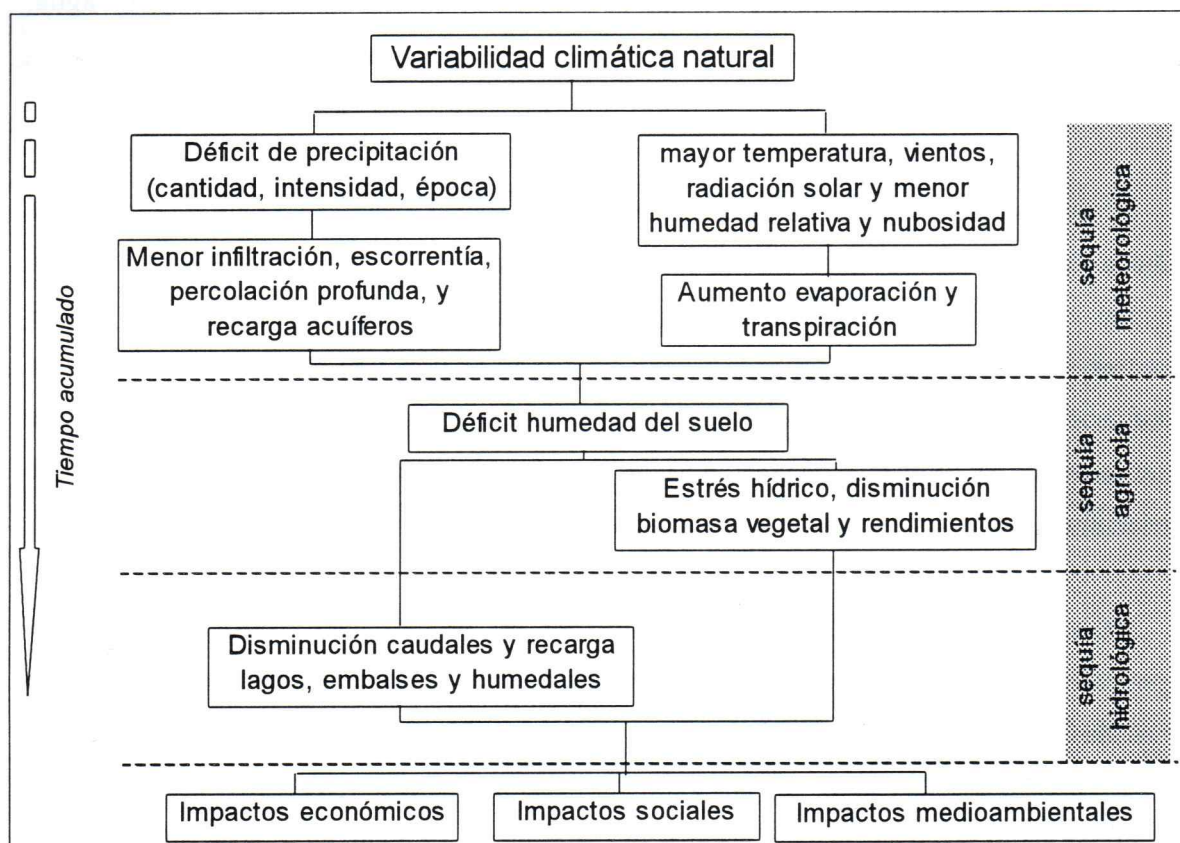 Variabilidad climática natural
Déficit de precipitación
(cantidad, intensidad, época)
mayor temperatura, vientos,
radiación solar y menor
humedad relativa y nubosidad
Menor infiltración, escorrentía,
percolación profunda, y
recarga acuíferos
Aumento evaporación y
transpiración
sequía
meteorológica
Tiempo acumulado
Déficit humedad del suelo
Estrés hídrico, disminución
biomasa vegetal y rendimientos
sequía
agrícola
Disminución caudales y recarga
lagos, embalses y humedales
sequía
hidrológica
Impactos económicos
Impactos sociales
Impactos medioambientales